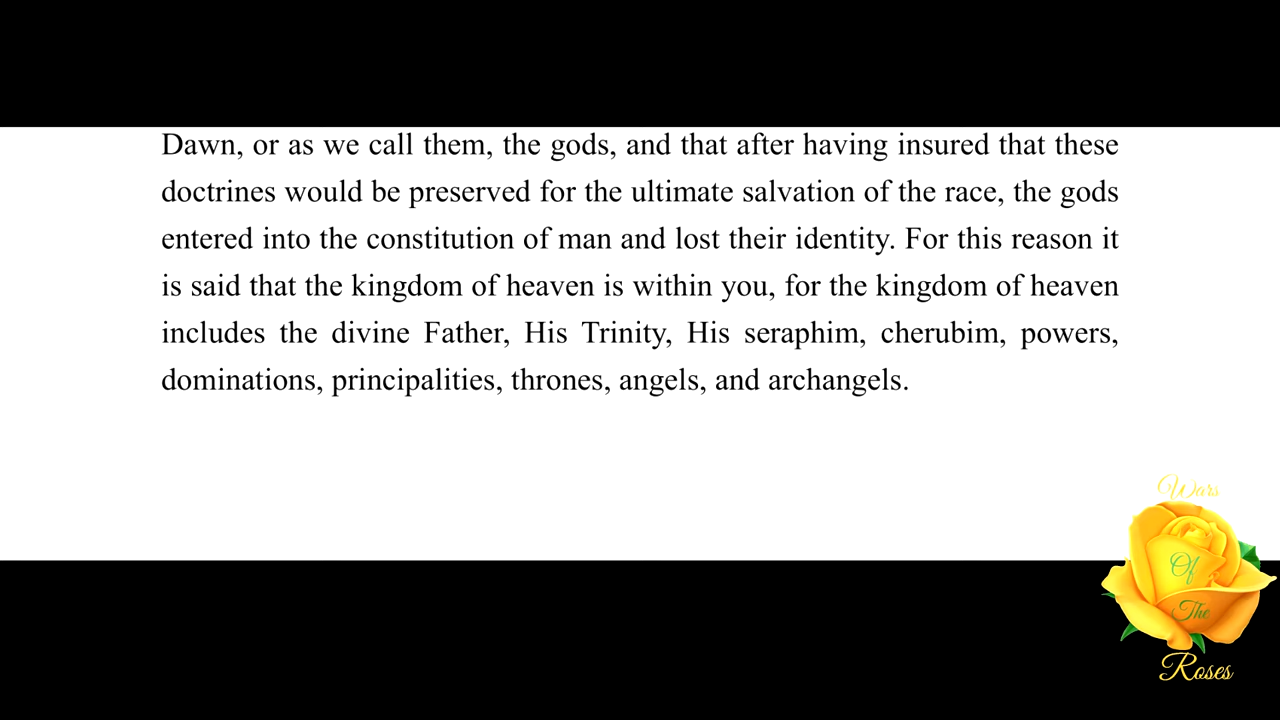 Dawn, or as we call them, the gods, and that after having insured that these
doctrines would be preserved for the ultimate salvation of the race, the gods
entered into the constitution of man and lost their identity. For this reason it
is said that the kingdom of heaven is within you, for the kingdom of heaven
includes the divine Father, His Trinity, His seraphim, cherubim, powers,
dominations, principalities, thrones, angels, and archangels.
Wars
Of
The
Roses